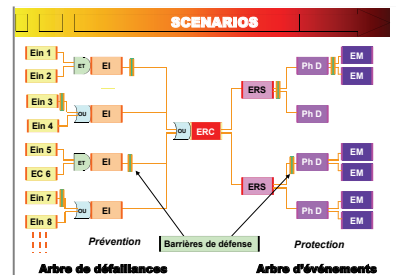 SCENARIOS
Ein 1
Ein 2
ET
EI
Ein 3
Ein 4
OU
EI
Ein 5
EC 6
ET
EI
Ein 7
Ein 8
OU
EI
OU
ERC
ERS
ERS
Ph D
Ph D
Ph D
Ph D
EM
EM
EM
EM
EM
EM
Prévention
Barrières de défense
Protection
Arbre de défaillances
Arbre d'événements